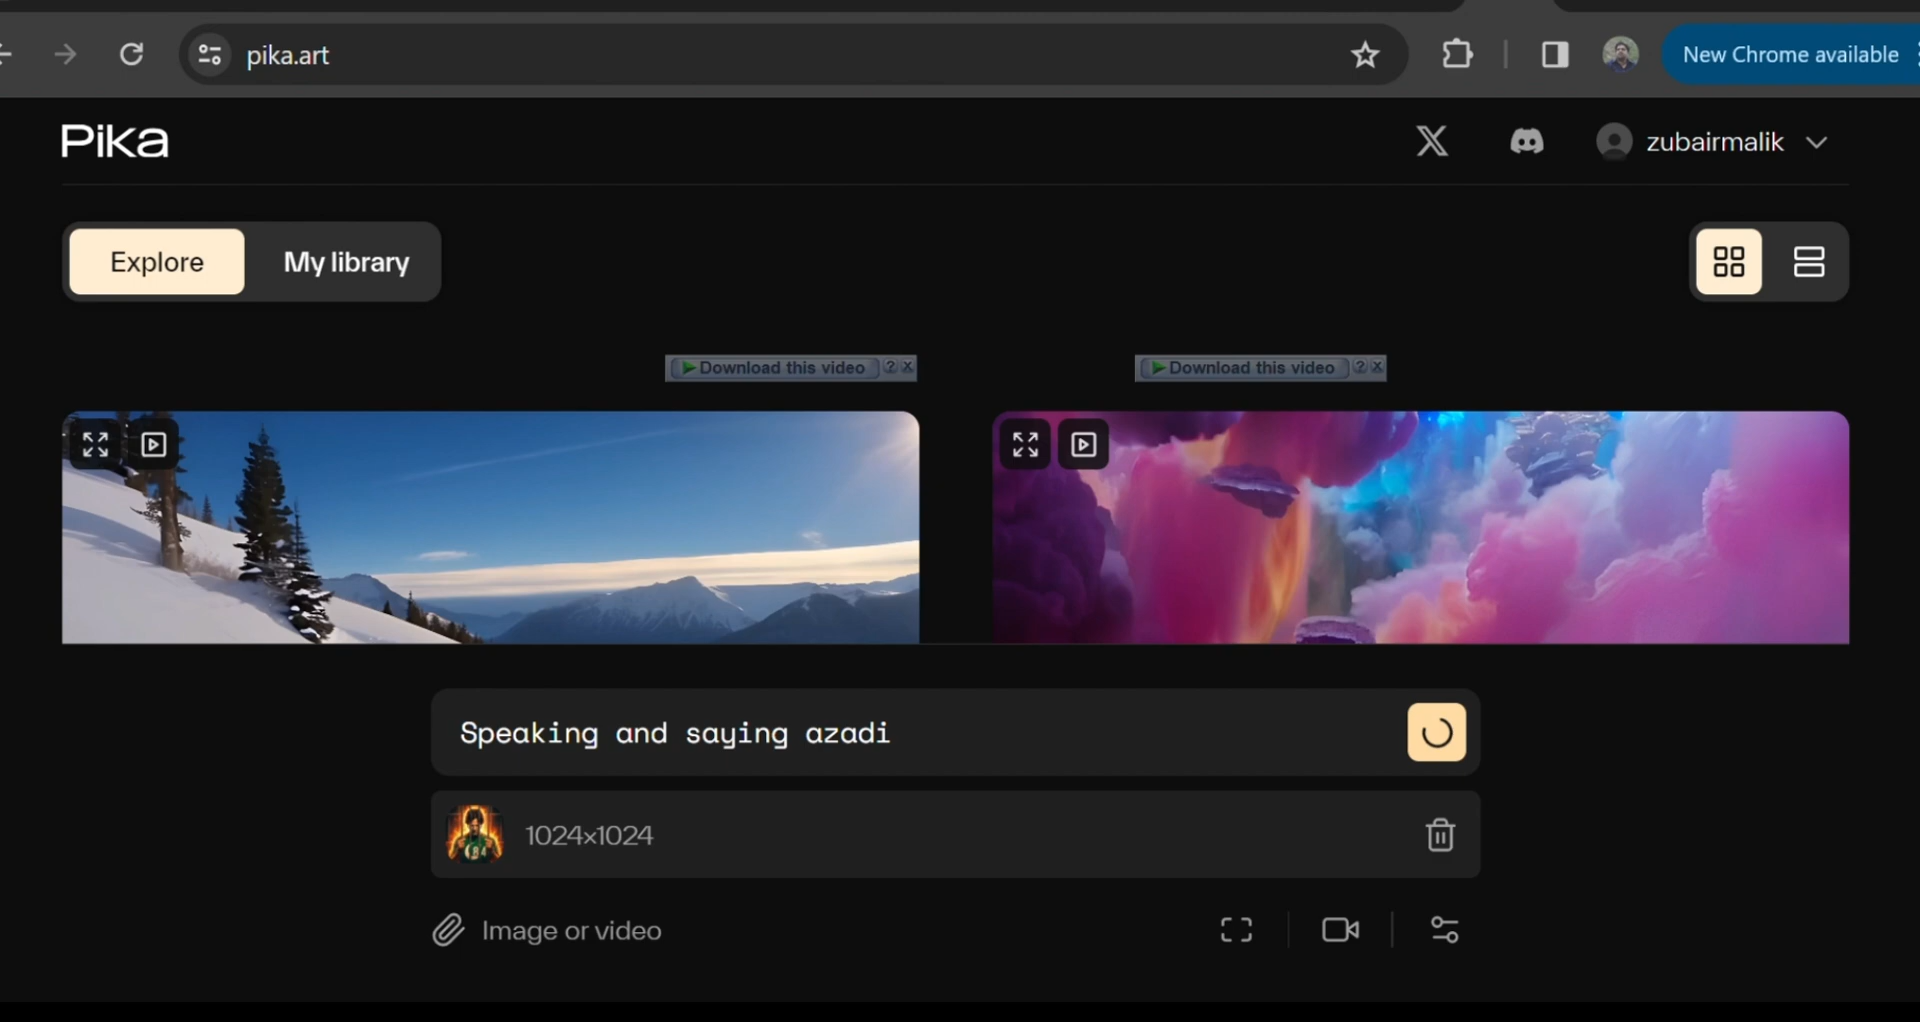 pika.art
New Chrome available
Pika
zubairmalik
Explore
My library
Download this video ? X
Download this video ? X
Speaking and saying azadi
1024x1024
Image or video